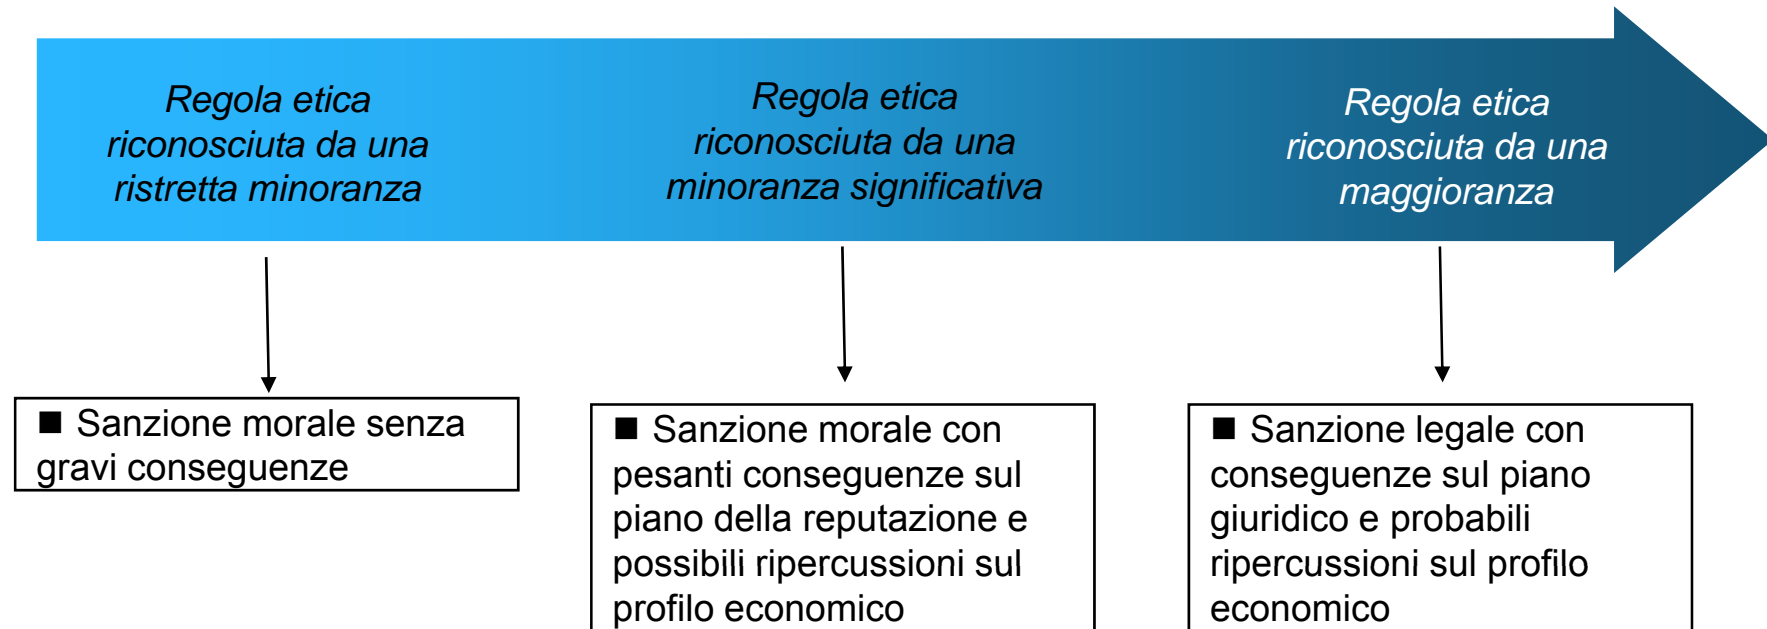 Regola etica
riconosciuta da una
ristretta minoranza
Regola etica
riconosciuta da una
minoranza significativa
Regola etica
riconosciuta da una
maggioranza
■ Sanzione morale senza
gravi conseguenze
■ Sanzione morale con
pesanti conseguenze sul
piano della reputazione e
possibili ripercussioni sul
profilo economico
■ Sanzione legale con
conseguenze sul piano
giuridico e probabili
ripercussioni sul profilo
economico